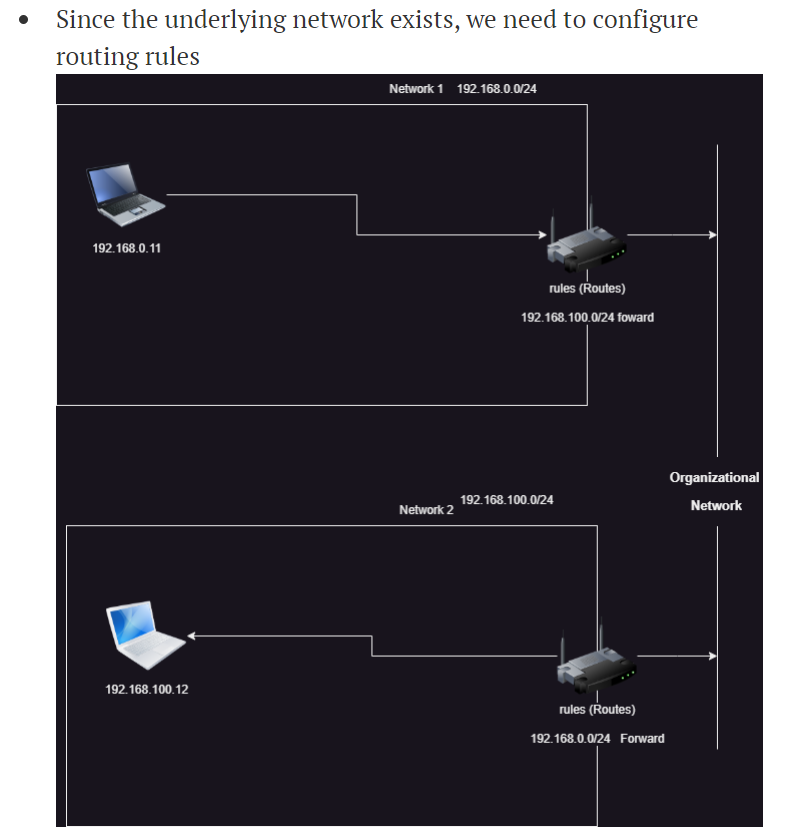 Since the underlying network exists, we need to configure
routing rules
Network 1 192.168.0.0/24
192.168.0.11
rules (Routes)
192.168.100.0/24 foward
Organizational
Network
Network 2 192.168.100.0/24
192.168.100.12
rules (Routes)
192.168.0.0/24 Forward